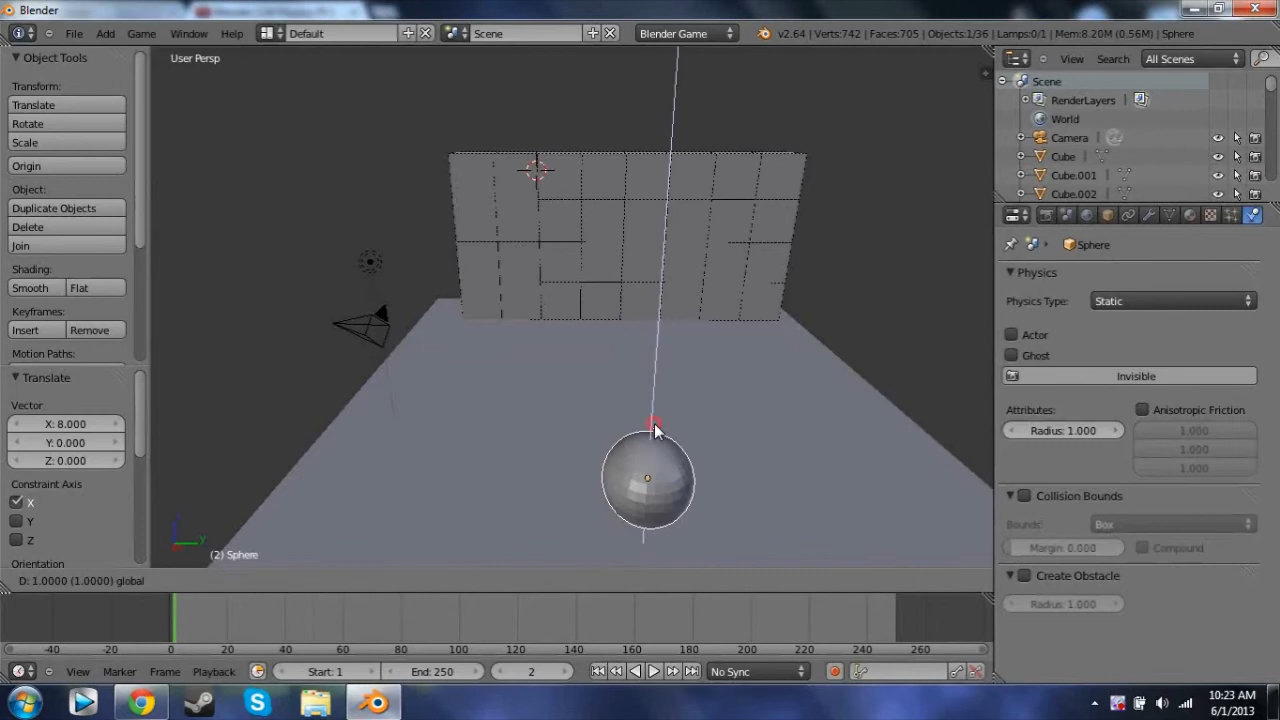 Blender
File Add Game Window Help Default Scene Blender Game v2.64 | Verts:742 | Faces:705 | Objects:1/36 | Lamps:0/1 | Mem:8.20M (0.56M) | Sphere
Object Tools
Transform:
Translate
Rotate
Scale
Origin
Object:
Duplicate Objects
Delete
Join
Shading:
Smooth Flat
Keyframes:
Insert Remove
Motion Paths:
Translate
Vector
X: 8.000
Y: 0.000
Z: 0.000
Constraint Axis
X
Y
Z
Orientation
User Persp
(2) Sphere
D: 1.0000 (1.0000) global
View Search All Scenes
Scene
RenderLayers
World
Camera
Cube
Cube.001
Cube.002
Sphere
Physics
Physics Type: Static
Actor
Ghost
Invisible
Attributes: Anisotropic Friction
Radius: 1.000 1.000
1.000
1.000
Collision Bounds
Bounds: Box
Margin: 0.000 Compound
Create Obstacle
Radius: 1.000
-40 -20 0 20 40 60 80 100 120 140 160 180 200 220 240 260
View Marker Frame Playback Start: 1 End: 250 2 No Sync
10:23 AM
6/1/2013